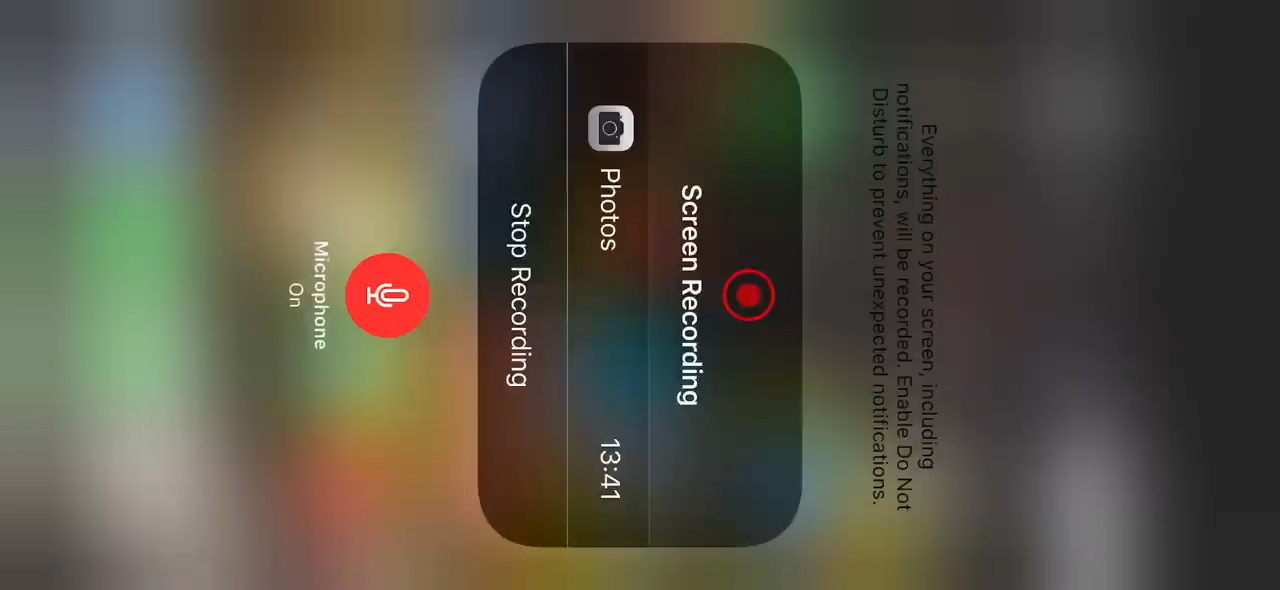 Everything on your screen, including
notifications, will be recorded. Enable Do Not
Disturb to prevent unexpected notifications.
Screen Recording
Photos 13:41
Stop Recording
Microphone
On